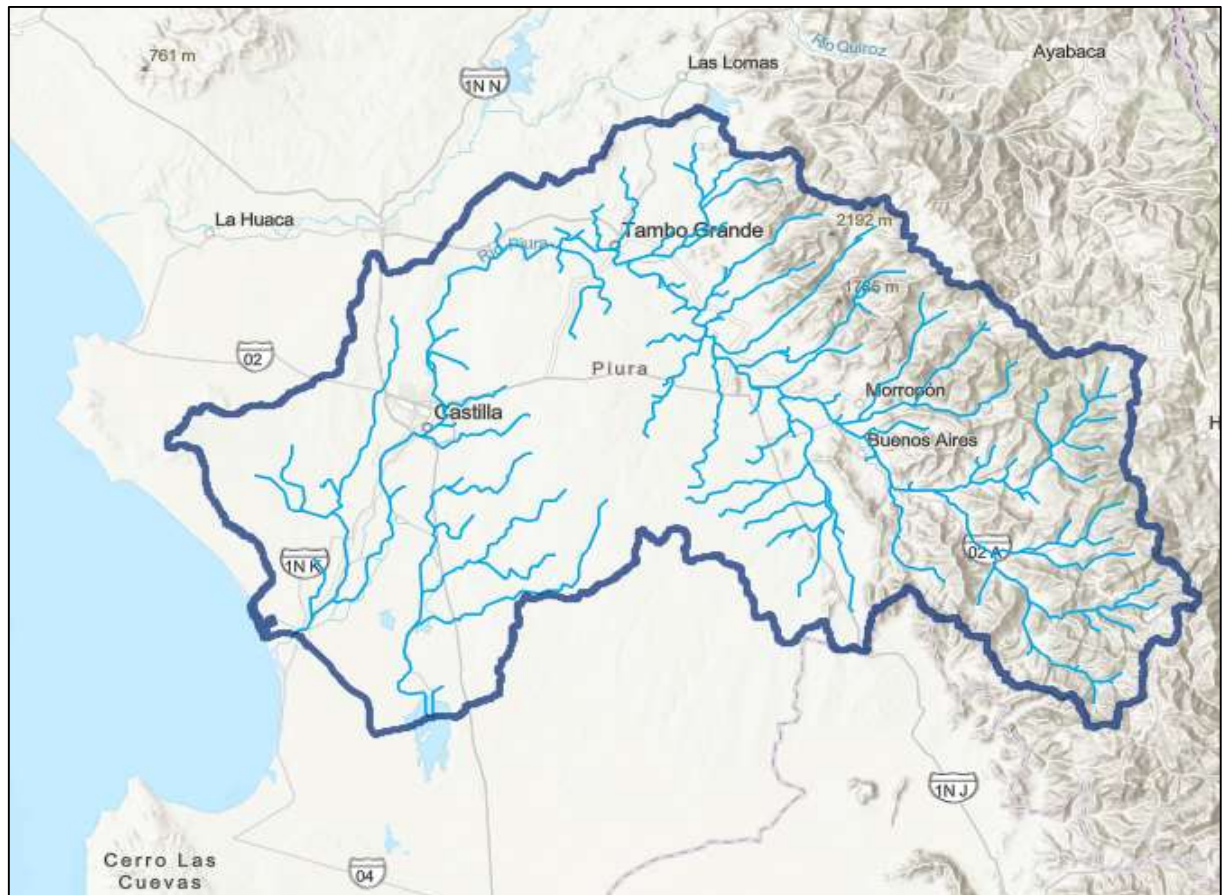 761 m
Río Quiroz
Ayabaca
Las Lomas
1N N
La Huaca
2192 m
Tambo Grande
Río Piura
02
Piura
Morropón
Castilla
Buenos Aires
02 A
1N K
1N J
Cerro Las
Cuevas
04
H